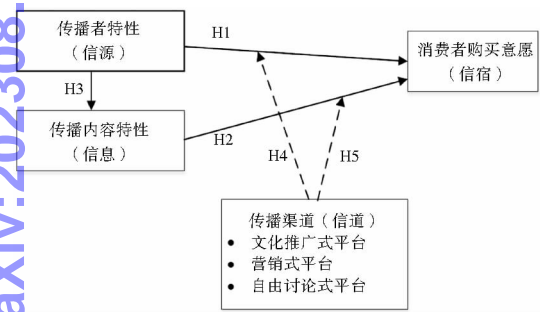 传播者特性
（信源）
H1
消费者购买意愿
（信宿）
H3
传播内容特性
（信息）
H2
H4
H5
传播渠道（信道）
• 文化推广式平台
• 营销式平台
• 自由讨论式平台
axiv:202308.